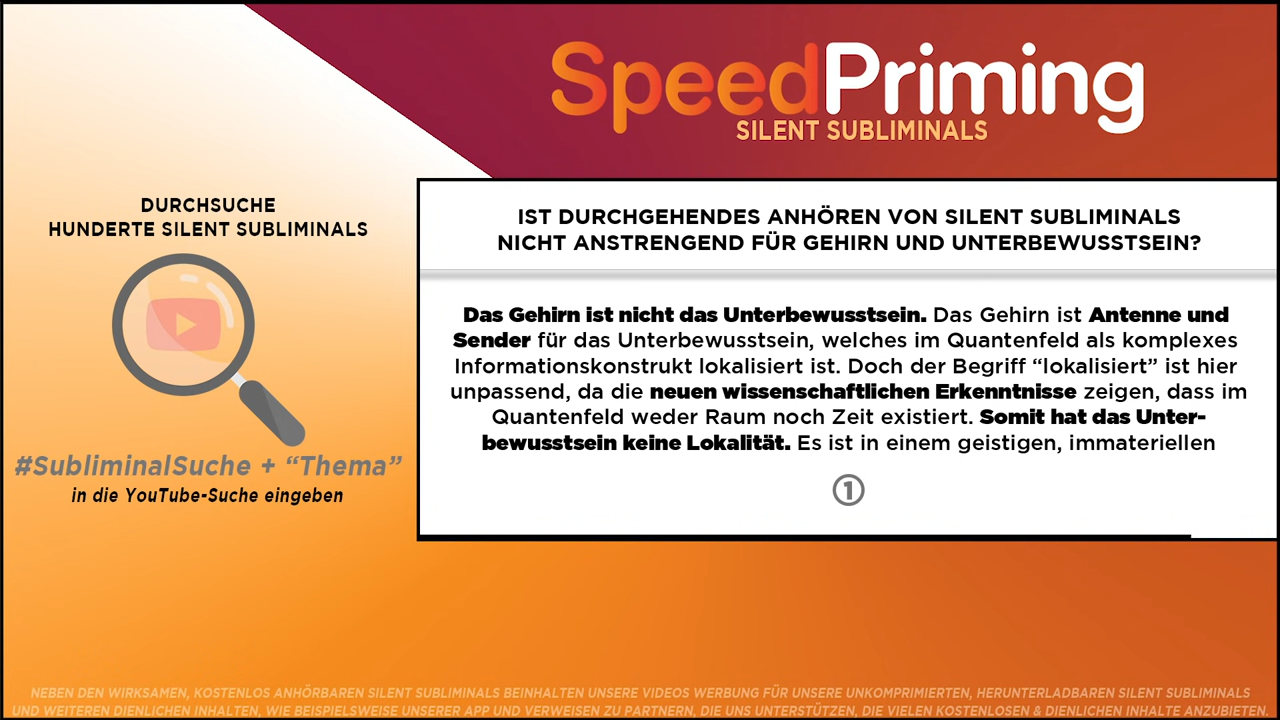 SpeedPriming
SILENT SUBLIMINALS
DURCHSUCHE
HUNDERTE SILENT SUBLIMINALS
#SubliminalSuche + “Thema”
in die YouTube-Suche eingeben
IST DURCHGEHENDES ANHÖREN VON SILENT SUBLIMINALS
NICHT ANSTRENGEND FÜR GEHIRN UND UNTERBEWUSSTSEIN?
Das Gehirn ist nicht das Unterbewusstsein. Das Gehirn ist Antenne und
Sender für das Unterbewusstsein, welches im Quantenfeld als komplexes
Informationskonstrukt lokalisiert ist. Doch der Begriff “lokalisiert” ist hier
unpassend, da die neuen wissenschaftlichen Erkenntnisse zeigen, dass im
Quantenfeld weder Raum noch Zeit existiert. Somit hat das Unter-
bewusstsein keine Lokalität. Es ist in einem geistigen, immateriellen
①
NEBEN DEN WIRKSAMEN, KOSTENLOS ANHÖRBAREN SILENT SUBLIMINALS BEINHALTEN UNSERE VIDEOS WERBUNG FÜR UNSERE UNKOMPRIMIERTEN, HERUNTERLADBAREN SILENT SUBLIMINALS
UND WEITEREN DIENLICHEN INHALTEN, WIE BEISPIELSWEISE UNSERER APP UND VERWEISEN ZU PARTNERN, DIE UNS UNTERSTÜTZEN, DIE VIELEN KOSTENLOSEN & DIENLICHEN INHALTE ANZUBIETEN.